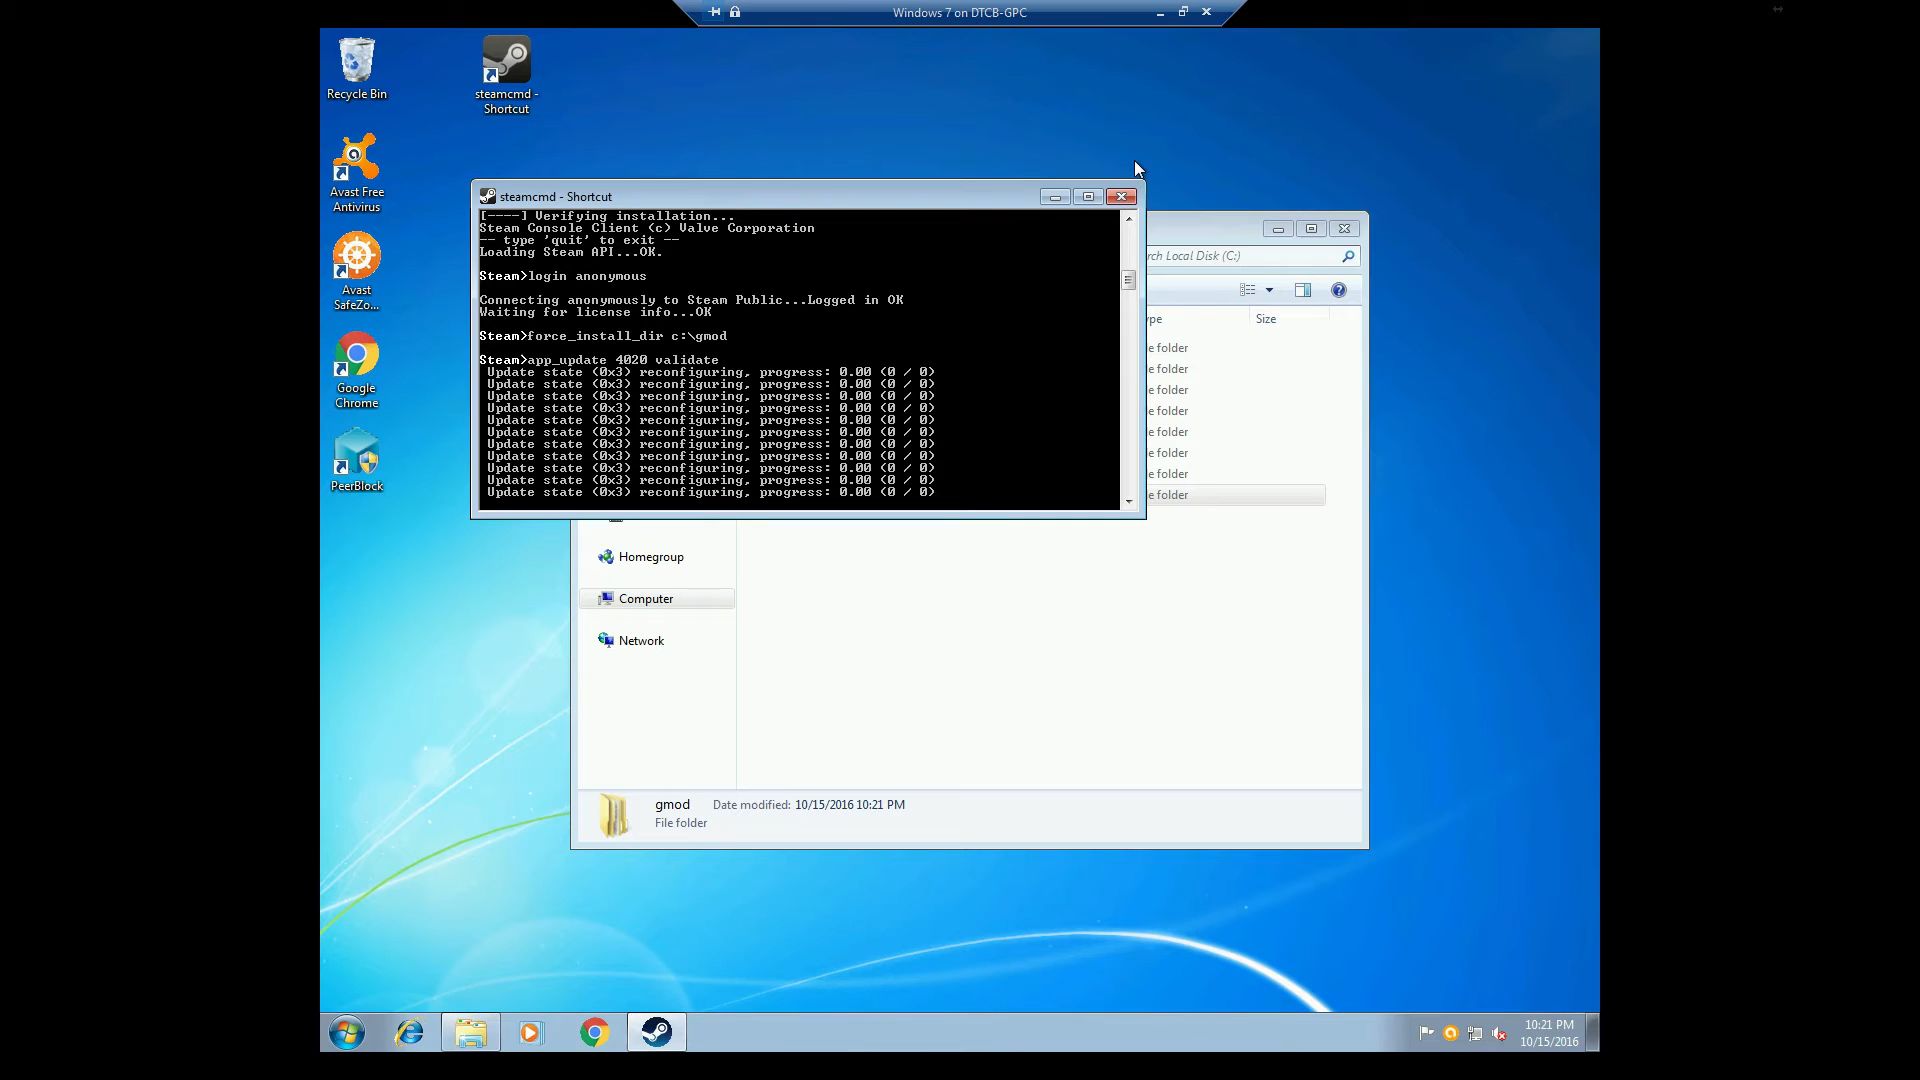 Windows 7 on DTCB-GPC
Recycle Bin
steamcmd -
Shortcut
Avast Free
Antivirus
Avast
SafeZo...
Google
Chrome
PeerBlock
steamcmd - Shortcut
[----] Verifying installation...
Steam Console Client (c) Valve Corporation
-- type 'quit' to exit --
Loading Steam API...OK.
Steam>login anonymous
Connecting anonymously to Steam Public...Logged in OK
Waiting for license info...OK
Steam>force_install_dir c:\gmod
Steam>app_update 4020 validate
Update state (0x3) reconfiguring, progress: 0.00 (0 / 0)
Update state (0x3) reconfiguring, progress: 0.00 (0 / 0)
Update state (0x3) reconfiguring, progress: 0.00 (0 / 0)
Update state (0x3) reconfiguring, progress: 0.00 (0 / 0)
Update state (0x3) reconfiguring, progress: 0.00 (0 / 0)
Update state (0x3) reconfiguring, progress: 0.00 (0 / 0)
Update state (0x3) reconfiguring, progress: 0.00 (0 / 0)
Update state (0x3) reconfiguring, progress: 0.00 (0 / 0)
Update state (0x3) reconfiguring, progress: 0.00 (0 / 0)
Update state (0x3) reconfiguring, progress: 0.00 (0 / 0)
Update state (0x3) reconfiguring, progress: 0.00 (0 / 0)
rch Local Disk (C:)
ype Size
e folder
e folder
e folder
e folder
e folder
e folder
e folder
e folder
Homegroup
Computer
Network
gmod Date modified: 10/15/2016 10:21 PM
File folder
10:21 PM
10/15/2016